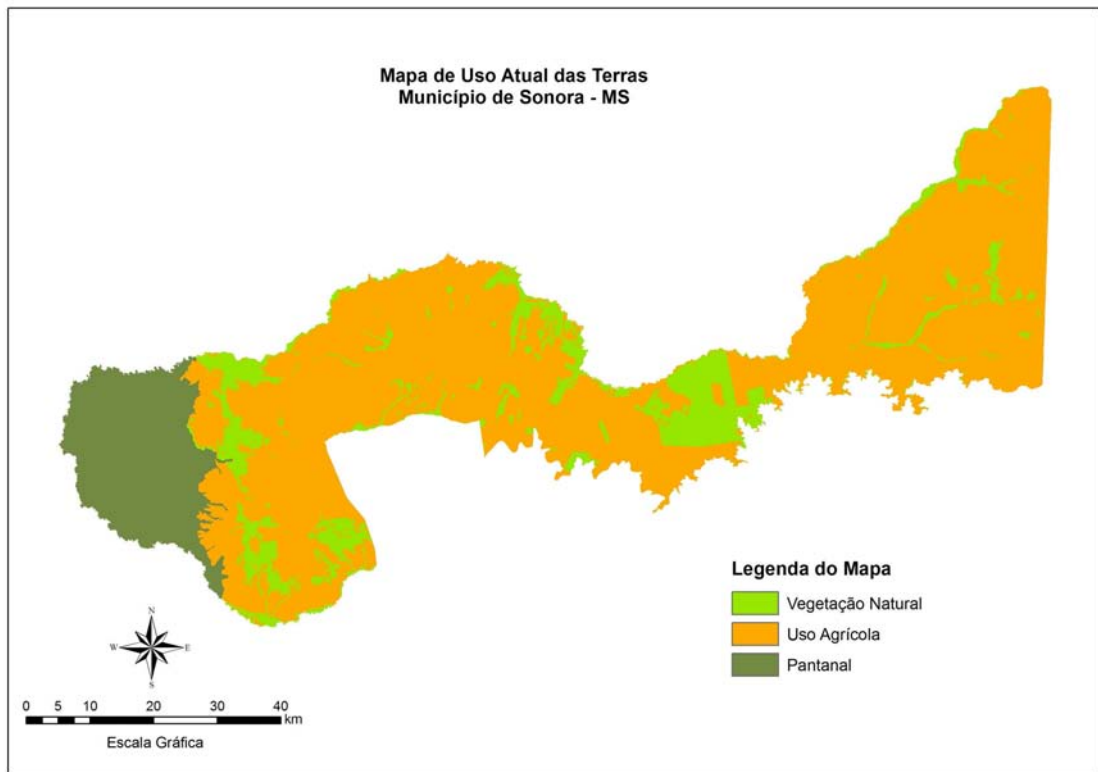 Mapa de Uso Atual das Terras
Município de Sonora - MS
Legenda do Mapa
Vegetação Natural
Uso Agrícola
Pantanal
N
W E
S
0 5 10 20 30 40
km
Escala Gráfica